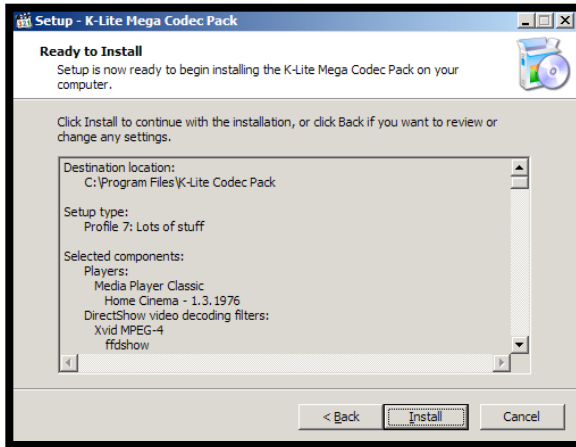 Setup - K-Lite Mega Codec Pack
Ready to Install
Setup is now ready to begin installing the K-Lite Mega Codec Pack on your
computer.
Click Install to continue with the installation, or click Back if you want to review or
change any settings.
Destination location:
C:\Program Files\K-Lite Codec Pack
Setup type:
Profile 7: Lots of stuff
Selected components:
Players:
Media Player Classic
Home Cinema - 1.3.1976
DirectShow video decoding filters:
Xvid MPEG-4
ffdshow
< Back
Install
Cancel